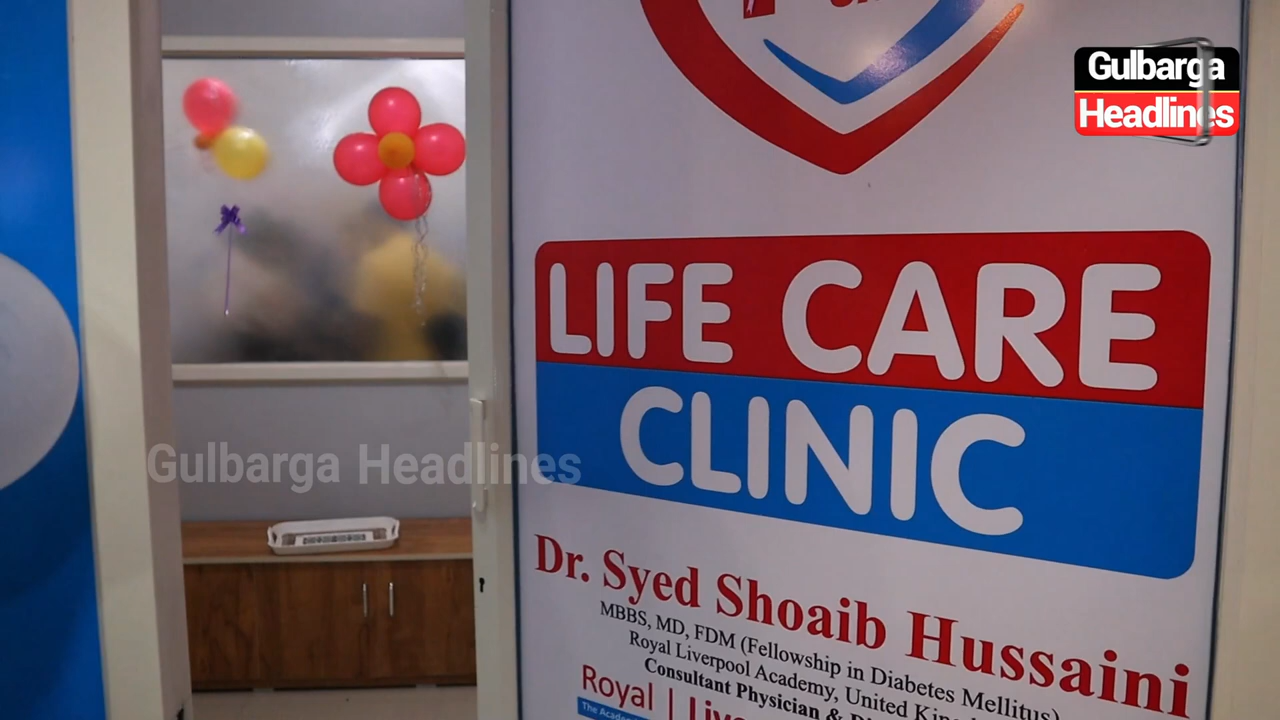 Gulbarga
Headlines
LIFE CARE
CLINIC
Gulbarga Headlines
Dr. Syed Shoaib Hussaini
MBBS, MD, FDM (Fellowship in Diabetes Mellitus)
Royal Liverpool Academy, United
Consultant Physician &
Royal